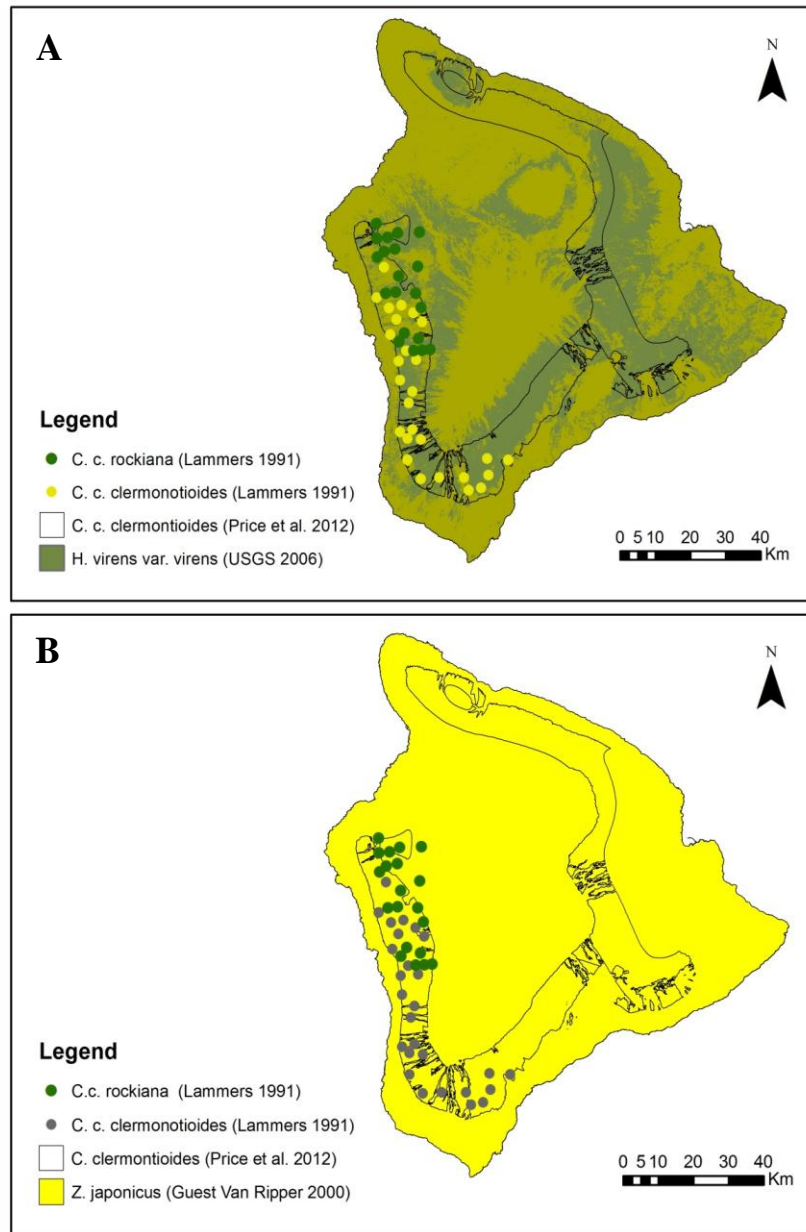 A
N
Legend
C. c. rockiana (Lammers 1991)
C. c. clermonotioides (Lammers 1991)
C. c. clermontioides (Price et al. 2012)
H. virens var. virens (USGS 2006)
0 5 10 20 30 40
Km
B
N
Legend
C.c. rockiana (Lammers 1991)
C. c. clermonotioides (Lammers 1991)
C. clermontioides (Price et al. 2012)
Z. japonicus (Guest Van Ripper 2000)
0 5 10 20 30 40
Km